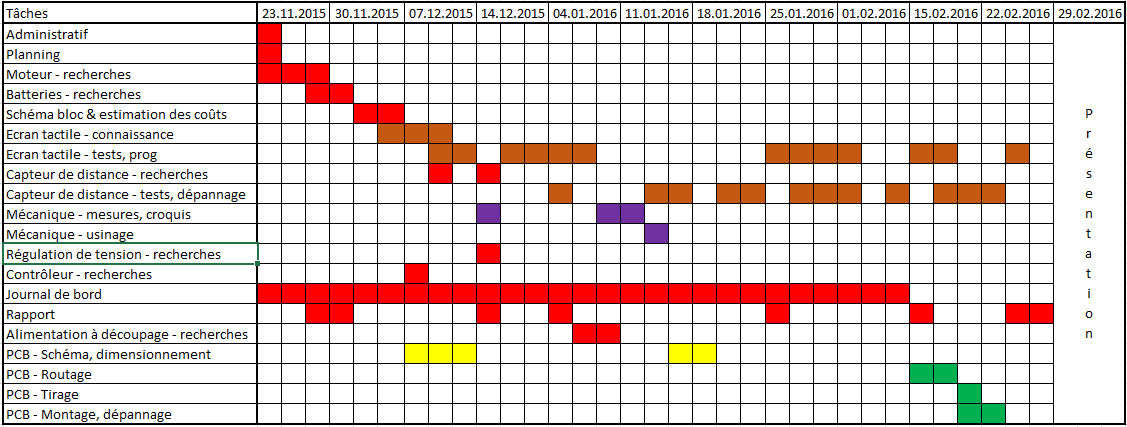 Tâches 23.11.2015 30.11.2015 07.12.2015 14.12.2015 04.01.2016 11.01.2016 18.01.2016 25.01.2016 01.02.2016 15.02.2016 22.02.2016 29.02.2016
Administratif
Planning
Moteur - recherches
Batteries - recherches
Schéma bloc & estimation des coûts
Ecran tactile - connaissance
Ecran tactile - tests, prog
Capteur de distance - recherches
Capteur de distance - tests, dépannage
Mécanique - mesures, croquis
Mécanique - usinage
Régulation de tension - recherches
Contrôleur - recherches
Journal de bord
Rapport
Alimentation à découpage - recherches
PCB - Schéma, dimensionnement
PCB - Routage
PCB - Tirage
PCB - Montage, dépannage
Présentation